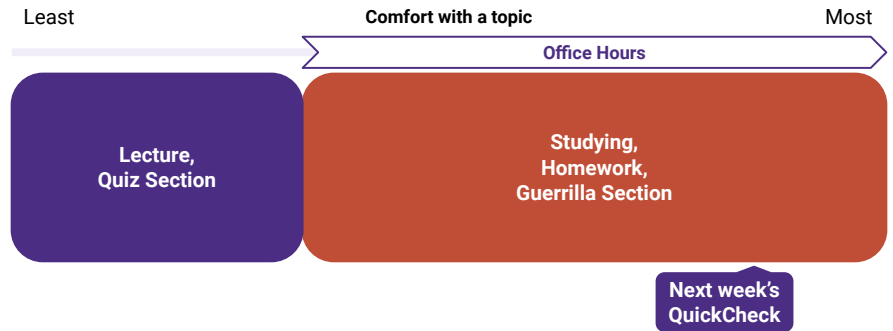 Least
Comfort with a topic
Most
Office Hours
Lecture,
Quiz Section
Studying,
Homework,
Guerrilla Section
Next week's
QuickCheck